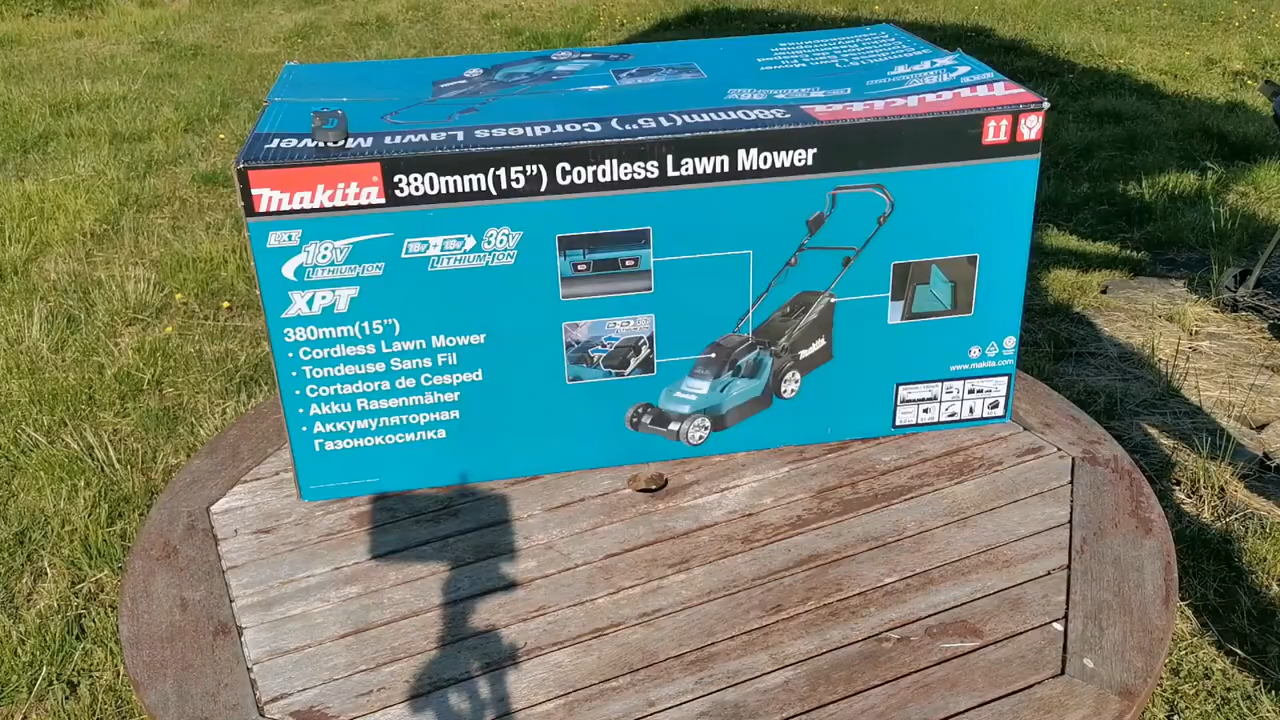 makita
380mm(15") Cordless Lawn Mower
makita 380mm(15") Cordless Lawn Mower
LXT
18V
LITHIUM-ION
18V + 18V 36V
LITHIUM-ION
XPT
380mm(15")
· Cordless Lawn Mower
· Tondeuse Sans Fil
· Cortadora de Cesped
· Akku Rasenmäher
· Аккумуляторная
Газонокосилка
makita
www.makita.com